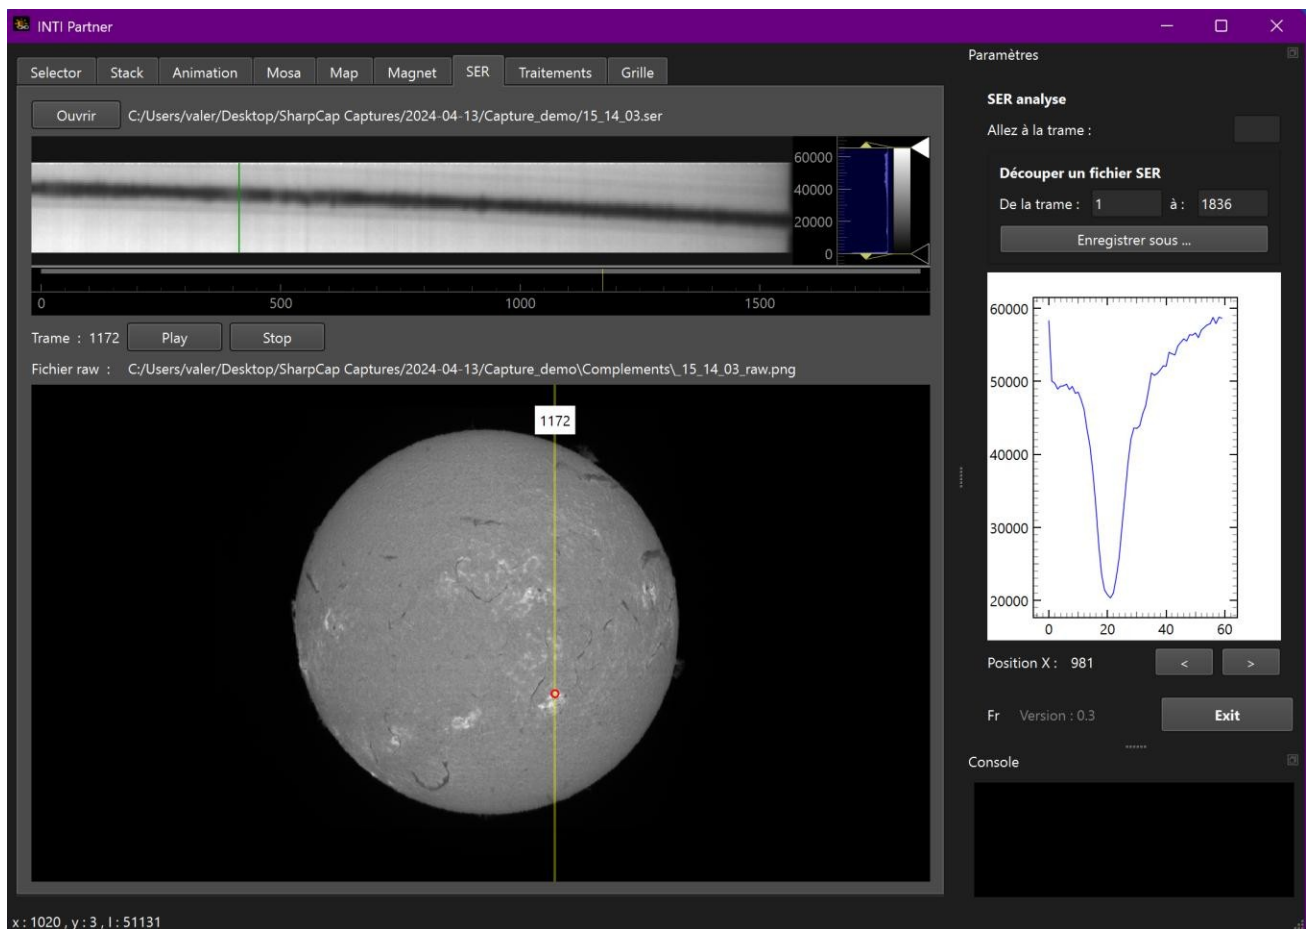 INTI Partner
Selector Stack Animation Mosa Map Magnet SER Traitements Grille
Ouvrir C:/Users/valer/Desktop/SharpCap Captures/2024-04-13/Capture_demo/15_14_03.ser
60000
40000
20000
0
0 500 1000 1500
Trame : 1172 Play Stop
Fichier raw : C:/Users/valer/Desktop/SharpCap Captures/2024-04-13/Capture_demo\Complements\_15_14_03_raw.png
1172
Paramètres
SER analyse
Allez à la trame :
Découper un fichier SER
De la trame : 1 à : 1836
Enregistrer sous ...
60000
50000
40000
30000
20000
0 20 40 60
Position X : 981 < >
Fr Version : 0.3 Exit
Console
x : 1020 , y : 3 , I : 51131